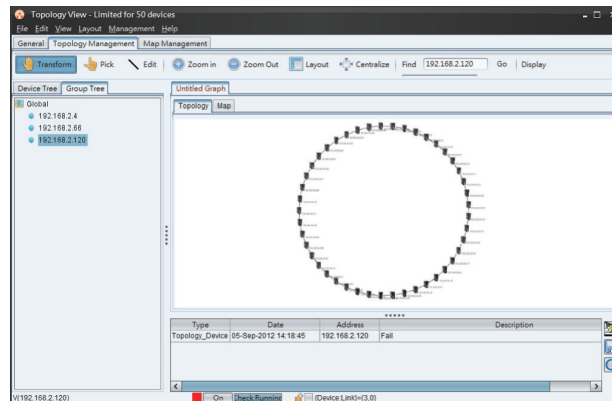 Topology View - Limited for 50 devices
File Edit View Layout Management Help
General Topology Management Map Management
Transform Pick Edit Zoom in Zoom Out Layout Centralize Find 192.168.2.120 Go Display
Device Tree Group Tree
Untitled Graph
Global
192.168.2.4
192.168.2.66
192.168.2.120
Topology Map
Type Date Address Description
Topology_Device 05-Sep-2012 14:18:45 192.168.2.120 Fail
V(192.168.2.120) On Sheck:Running {Device:Link}={3,0}